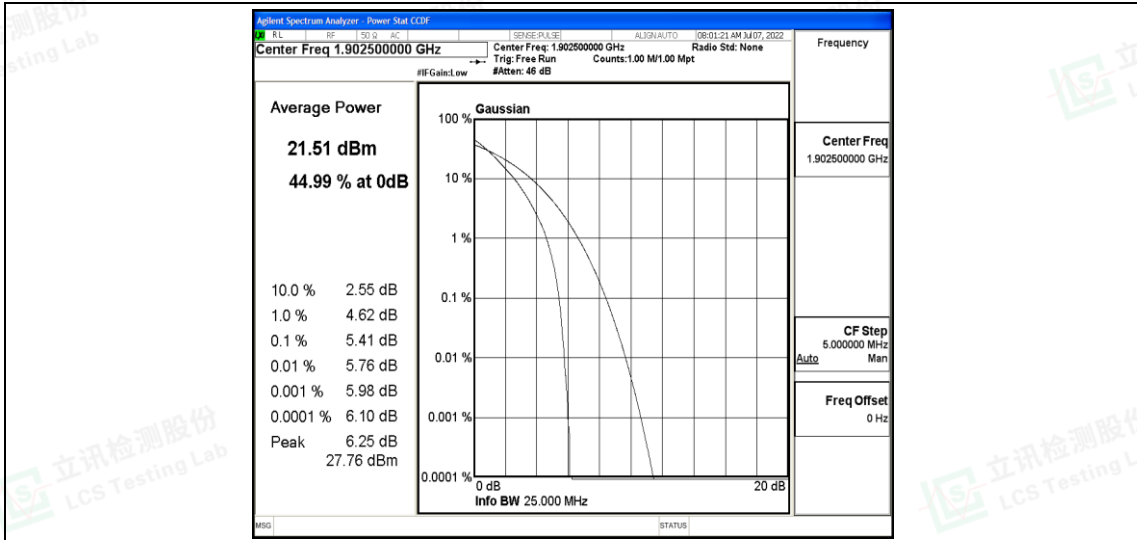 Agilent Spectrum Analyzer - Power Stat CCDF
RL RF 50 Ω AC SENSE:PULSE ALIGNAUTO 08:01:21 AM Jul 07, 2022
Center Freq 1.902500000 GHz
Center Freq: 1.902500000 GHz Radio Std: None
Trig: Free Run Counts:1.00 M/1.00 Mpt
#IFGain:Low #Atten: 46 dB
Frequency
Average Power
21.51 dBm
44.99 % at 0dB
10.0 % 2.55 dB
1.0 % 4.62 dB
0.1 % 5.41 dB
0.01 % 5.76 dB
0.001 % 5.98 dB
0.0001 % 6.10 dB
Peak 6.25 dB
27.76 dBm
Gaussian
100 %
10 %
1 %
0.1 %
0.01 %
0.001 %
0.0001 %
0 dB 20 dB
Info BW 25.000 MHz
Center Freq
1.902500000 GHz
CF Step
5.000000 MHz
Auto Man
Freq Offset
0 Hz
MSG STATUS
立讯检测股份
LCS Testing Lab
立讯检测股份
LCS Testing L